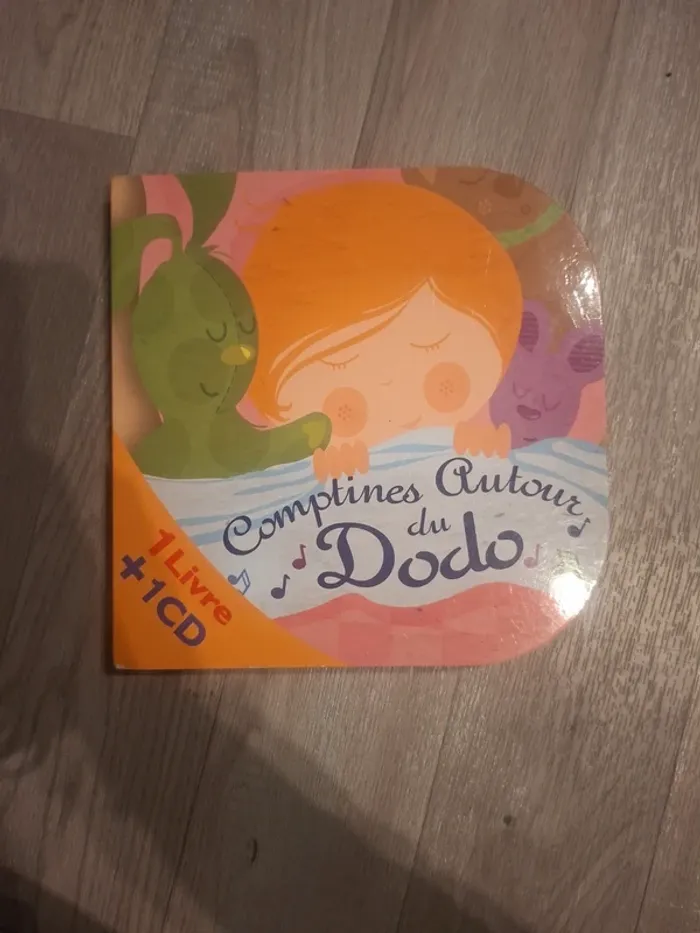 Comptines Autour
du
Dodo
1 Livre
+1CD